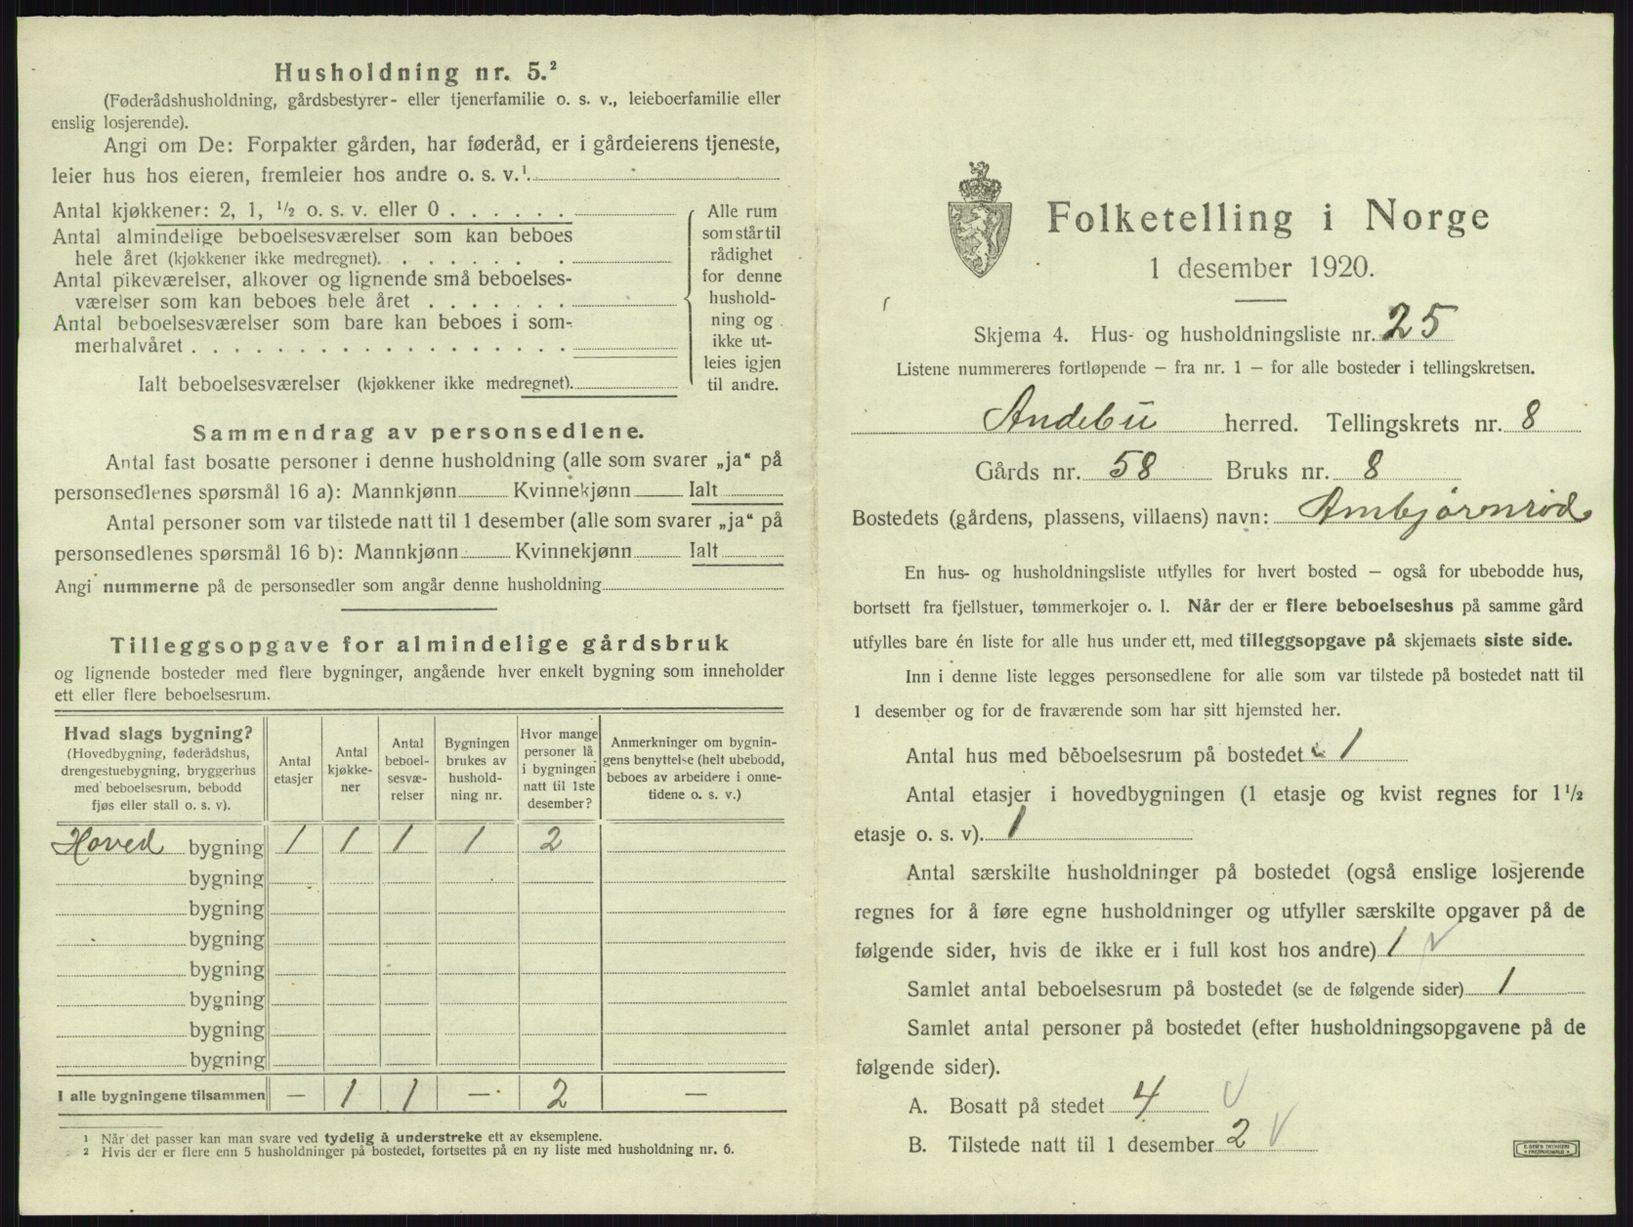 Husholdning nr. 5.²
(Føderådshusholdning, gårdsbestyrer- eller tjenerfamilie o. s. v., leieboerfamilie eller
enslig losjerende).
Angi om De: Forpakter gården, har føderåd, er i gårdeierens tjeneste,
leier hus hos eieren, fremleier hos andre o. s. v.¹.
Antal kjøkkener: 2, 1, ½ o. s. v. eller 0 . . . . . .
Antal almindelige beboelsesværelser som kan beboes
hele året (kjøkkener ikke medregnet). . . . . . . .
Antal pikeværelser, alkover og lignende små beboelses-
værelser som kan beboes hele året . . . . . . .
Antal beboelsesværelser som bare kan beboes i som-
merhalvåret . . . . . . . . . . . . . . . . . .
Ialt beboelsesværelser (kjøkkener ikke medregnet).
Alle rum
som står til
rådighet
for denne
hushold-
ning og
ikke ut-
leies igjen
til andre.
Sammendrag av personsedlene.
Antal fast bosatte personer i denne husholdning (alle som svarer „ja“ på
personsedlenes spørsmål 16 a): Mannkjønn Kvinnekjønn Ialt
Antal personer som var tilstede natt til 1 desember (alle som svarer „ja“ på
personsedlenes spørsmål 16 b): Mannkjønn Kvinnekjønn Ialt
Angi nummerne på de personsedler som angår denne husholdning
Tilleggsopgave for almindelige gårdsbruk
og lignende bosteder med flere bygninger, angående hver enkelt bygning som inneholder
ett eller flere beboelsesrum.
Hvad slags bygning?
(Hovedbygning, føderådshus,
drengestuebygning, bryggerhus
med beboelsesrum, bebodd
fjøs eller stall o. s. v).
Antal
etasjer
Antal
kjøkke-
ner
Antal
beboel-
sesvæ-
relser
Bygningen
brukes av
hushold-
ning nr.
Hvor mange
personer lå
i bygningen
natt til 1ste
desember?
Anmerkninger om bygnin-
gens benyttelse (helt ubebodd,
beboes av arbeidere i onne-
tidene o. s. v.)
Hoved bygning 1 1 1 1 2
bygning
bygning
bygning
bygning
bygning
bygning
bygning
I alle bygningene tilsammen — 1 1 — 2 —
¹ Når det passer kan man svare ved tydelig å understreke ett av eksemplene.
² Hvis der er flere enn 5 husholdninger på bostedet, fortsettes på en ny liste med husholdning nr. 6.
Folketelling i Norge
1 desember 1920.
Skjema 4. Hus- og husholdningsliste nr. 25
Listene nummereres fortløpende — fra nr. 1 — for alle bosteder i tellingskretsen.
Andebu herred. Tellingskrets nr. 8
Gårds nr. 58 Bruks nr. 8
Bostedets (gårdens, plassens, villaens) navn: Ambjørnrød
En hus- og husholdningsliste utfylles for hvert bosted — også for ubebodde hus,
bortsett fra fjellstuer, tømmerkojer o. l. Når der er flere beboelseshus på samme gård
utfylles bare én liste for alle hus under ett, med tilleggsopgave på skjemaets siste side.
Inn i denne liste legges personsedlene for alle som var tilstede på bostedet natt til
1 desember og for de fraværende som har sitt hjemsted her.
Antal hus med beboelsesrum på bostedet 1
Antal etasjer i hovedbygningen (1 etasje og kvist regnes for 1½
etasje o. s. v). 1
Antal særskilte husholdninger på bostedet (også enslige losjerende
regnes for å føre egne husholdninger og utfyller særskilte opgaver på de
følgende sider, hvis de ikke er i full kost hos andre) 1 v
Samlet antal beboelsesrum på bostedet (se de følgende sider) 1
Samlet antal personer på bostedet (efter husholdningsopgavene på de
følgende sider).
A. Bosatt på stedet 4 v
B. Tilstede natt til 1 desember 2 v